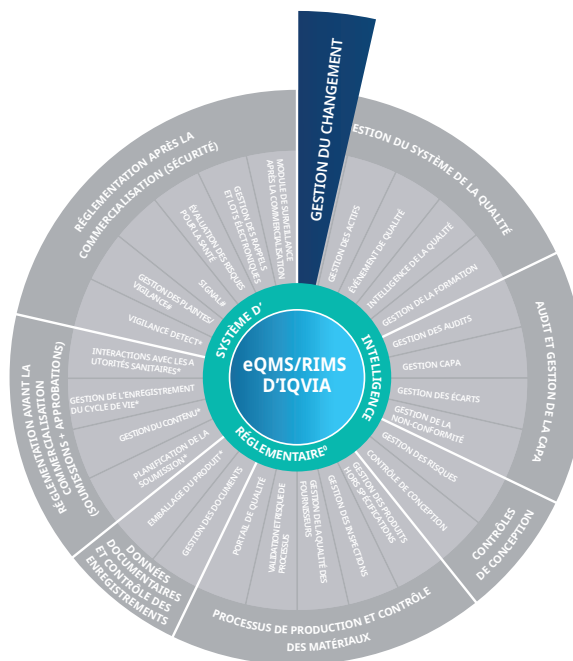 GESTION DU CHANGEMENT
ESTION DU SYSTÈME DE LA QUALITÉ
GESTION DES ACTIFS
ÉVÉNEMENT DE QUALITÉ
INTELLIGENCE DE LA QUALITÉ
GESTION DE LA FORMATION
AUDIT ET GESTION DE LA CAPA
GESTION DES AUDITS
GESTION CAPA
GESTION DES ÉCARTS
GESTION DE LA
NON-CONFORMITÉ
CONTRÔLES
DE CONCEPTION
GESTION DES RISQUES
CONTRÔLE DE CONCEPTION
PROCESSUS DE PRODUCTION ET CONTRÔLE
DES MATÉRIAUX
GESTION DES PRODUITS
HORS SPÉCIFICATIONS
GESTION DES INSPECTIONS
GESTION DE LA QUALITÉ DES
FOURNISSEURS
VALIDATION ET RISQUE DE
PROCESSUS
PORTAIL DE QUALITÉ
DONNÉES
DOCUMENTAIRES
ET CONTRÔLE DES
ENREGISTREMENTS
GESTION DES DOCUMENTS
EMBALLAGE DU PRODUIT*
RÉGLEMENTATION AVANT LA
COMMERCIALISATION
(SOUMISSIONS + APPROBATIONS)
PLANIFICATION DE LA
SOUMISSION*
GESTION DU CONTENU*
GESTION DE L'ENREGISTREMENT
DU CYCLE DE VIE*
INTERACTIONS AVEC LES A
UTORITÉS SANITAIRES*
RÉGLEMENTATION APRÈS LA
COMMERCIALISATION (SÉCURITÉ)
VIGILANCE DETECT*
GESTION DES PLAINTES/
VIGILANCE#
SIGNAL#
ÉVALUATION DES RISQUES
POUR LA SANTÉ
GESTION DES RAPPELS
ET LOTS ÉLECTRONIQUES
MODULE DE SURVEILLANCE
APRÈS LA COMMERCIALISATION
SYSTÈME D'
INTELLIGENCE
RÉGLEMENTAIRE
eQMS/RIMS
D'IQVIA